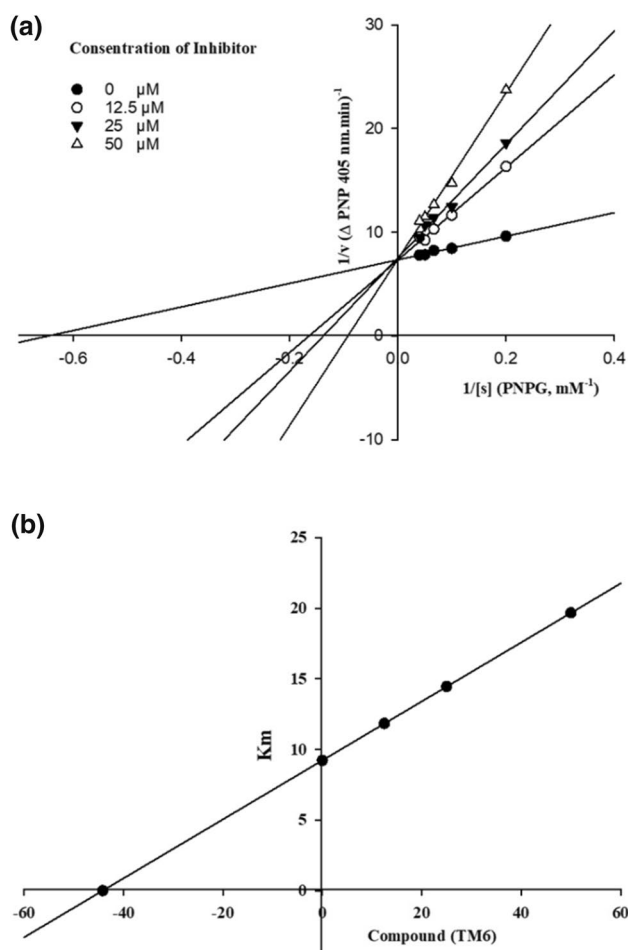 (a)
Consentration of Inhibitor
0 µM
12.5 µM
25 µM
50 µM
30
20
10
0
-10
1/v (Δ PNP 405 nm.min)-1
-0.6
-0.4
-0.2
0.0
0.2
0.4
1/[s] (PNPG, mM-1)
(b)
25
20
15
10
5
0
Km
-60
-40
-20
0
20
40
60
Compound (TM6)